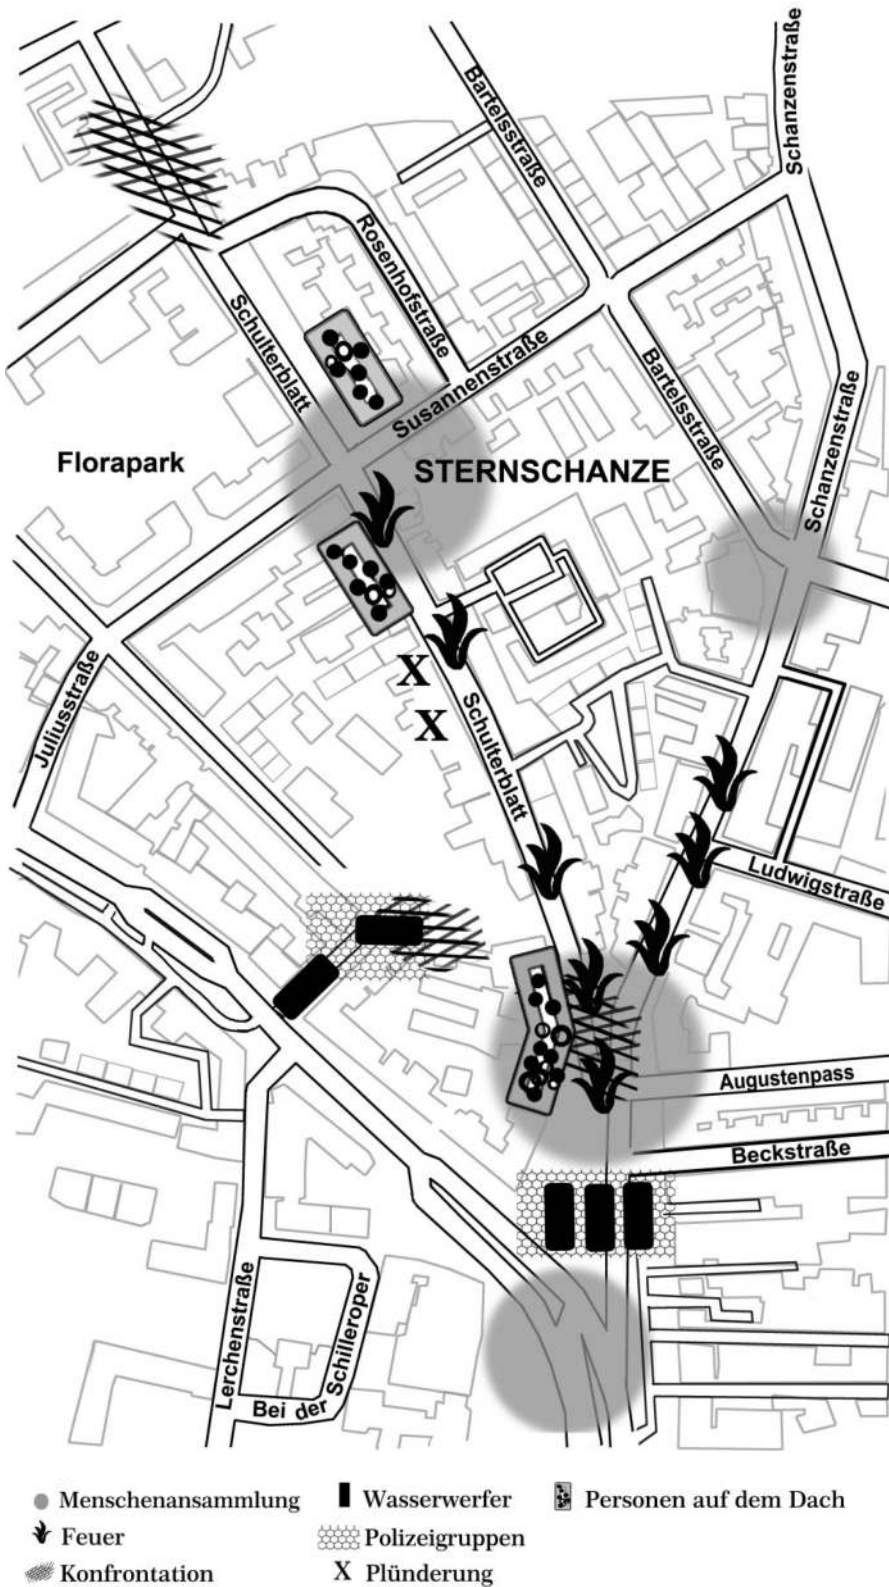 Bartelsstraße
Schanzenstraße
Rosenhofstraße
Schulterblatt
Susannenstraße
Bartelsstraße
Schanzenstraße
Florapark
STERNSCHANZE
Juliusstraße
X
X
Schulterblatt
Ludwigstraße
Augustenpass
Beckstraße
Lerchenstraße
Bei der Schilleroper
Menschenansammlung
Wasserwerfer
Personen auf dem Dach
Feuer
Polizeigruppen
Konfrontation
X Plünderung